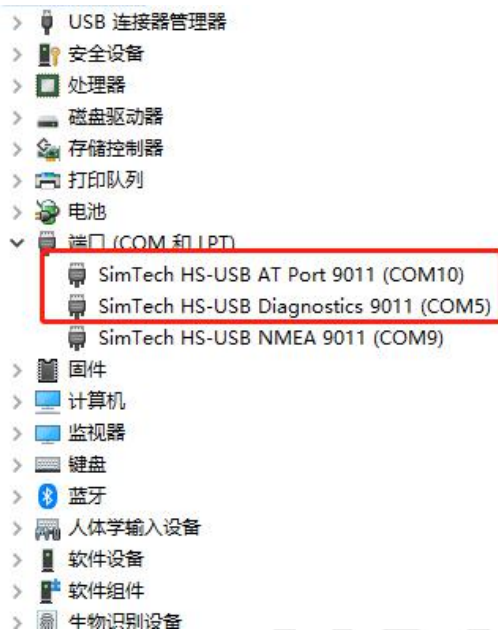 USB 连接器管理器
安全设备
处理器
磁盘驱动器
存储控制器
打印队列
电池
端口 (COM 和 LPT)
SimTech HS-USB AT Port 9011 (COM10)
SimTech HS-USB Diagnostics 9011 (COM5)
SimTech HS-USB NMEA 9011 (COM9)
固件
计算机
监视器
键盘
蓝牙
人体学输入设备
软件设备
软件组件
生物识别设备